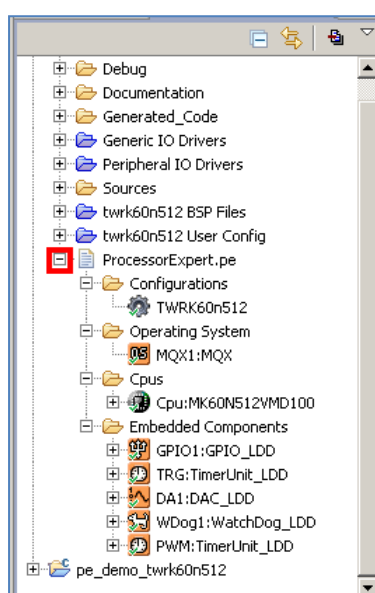 Debug
Documentation
Generated_Code
Generic IO Drivers
Peripheral IO Drivers
Sources
twrk60n512 BSP Files
twrk60n512 User Config
ProcessorExpert.pe
Configurations
TWRK60n512
Operating System
OS MQX1:MQX
Cpus
Cpu:MK60N512VMD100
Embedded Components
GPIO1:GPIO_LDD
TRG:TimerUnit_LDD
DA1:DAC_LDD
WDog1:WatchDog_LDD
PWM:TimerUnit_LDD
pe_demo_twrk60n512